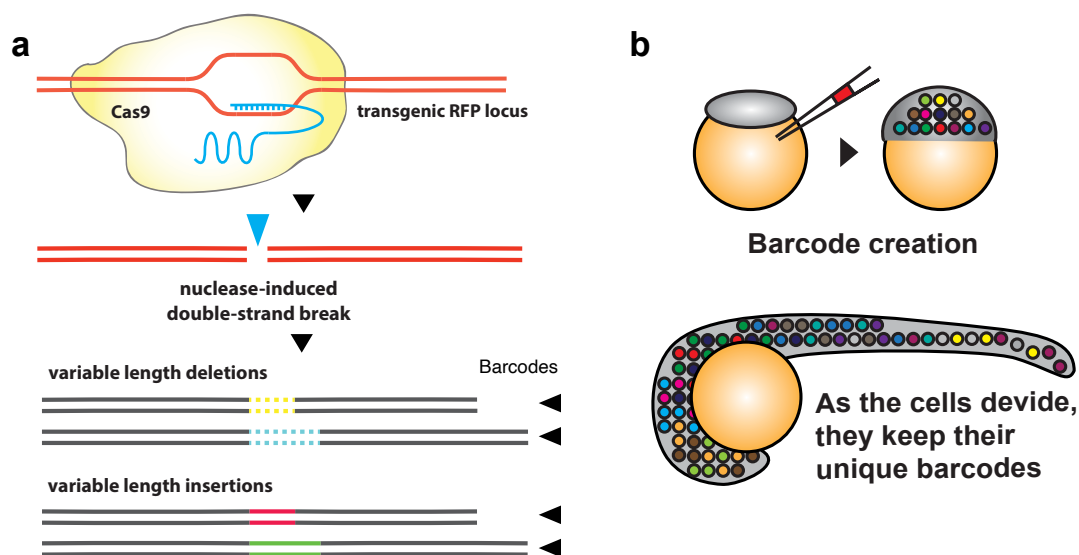 a
Cas9
transgenic RFP locus
nuclease-induced
double-strand break
variable length deletions
Barcodes
variable length insertions
b
Barcode creation
As the cells devide,
they keep their
unique barcodes